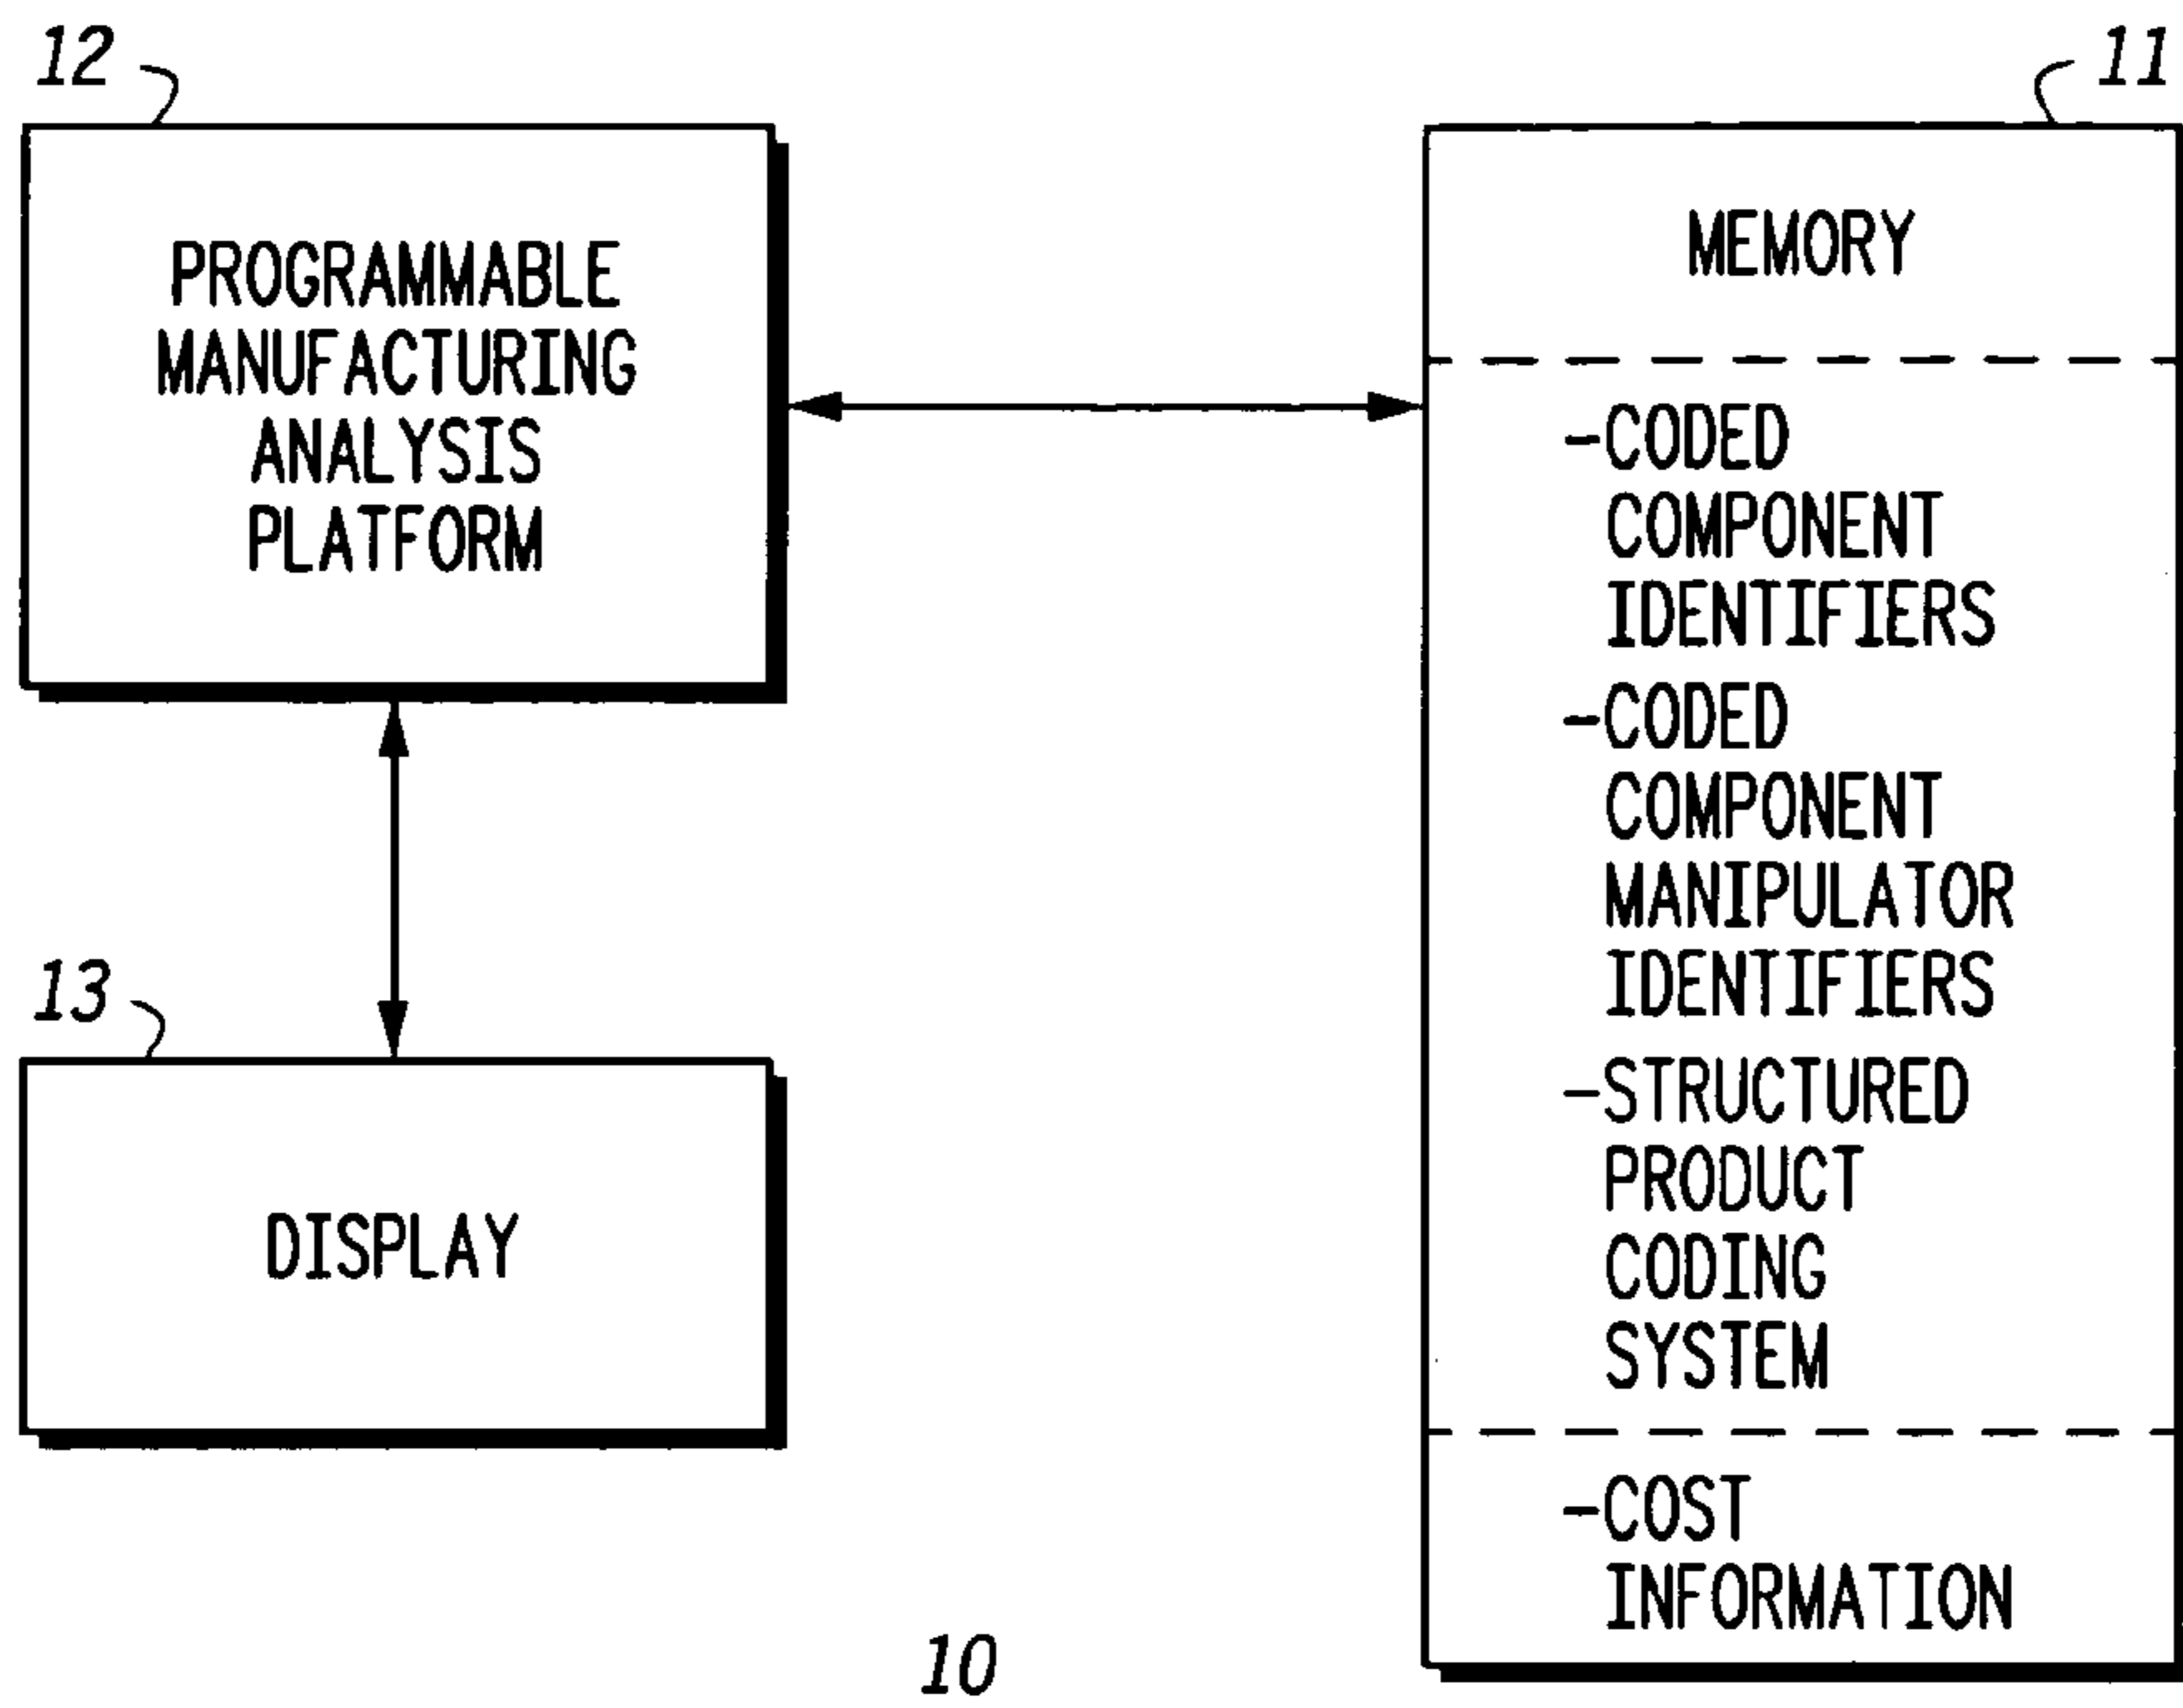 12
PROGRAMMABLE
MANUFACTURING
ANALYSIS
PLATFORM
11
MEMORY
-CODED
COMPONENT
IDENTIFIERS
-CODED
COMPONENT
MANIPULATOR
IDENTIFIERS
-STRUCTURED
PRODUCT
CODING
SYSTEM
-COST
INFORMATION
13
DISPLAY
10